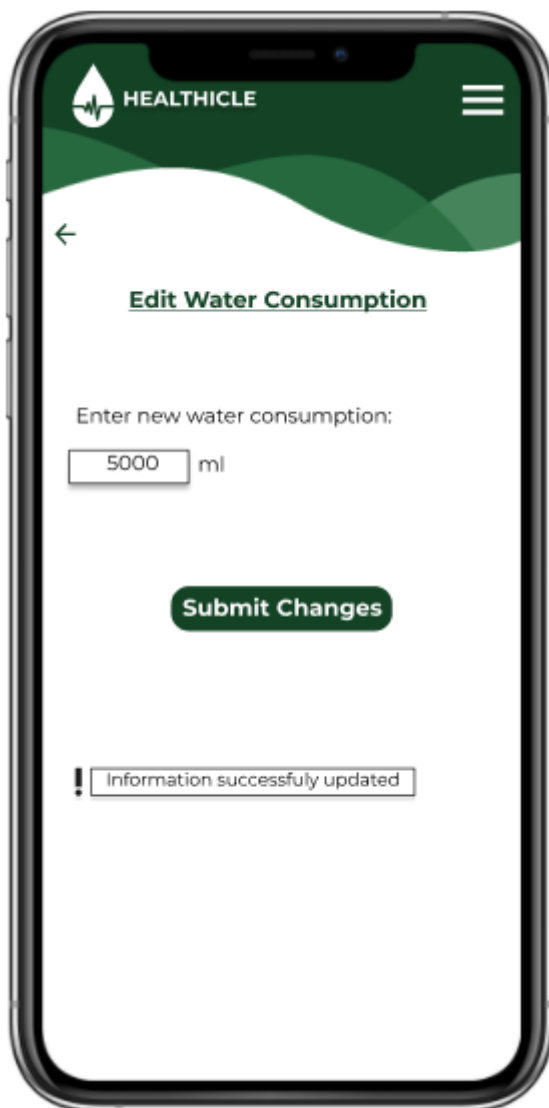 HEALTHICLE
Edit Water Consumption
Enter new water consumption:
5000 ml
Submit Changes
! Information successfuly updated